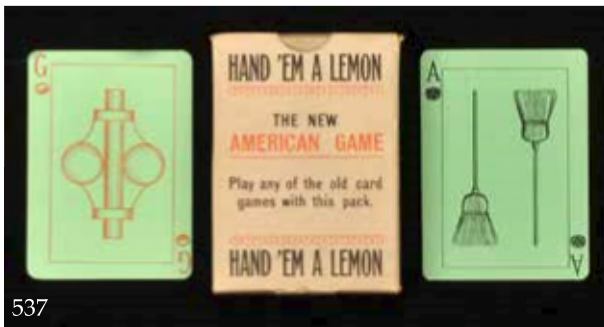 G
G
HAND 'EM A LEMON
THE NEW
AMERICAN GAME
Play any of the old card
games with this pack.
HAND 'EM A LEMON
A
A
537